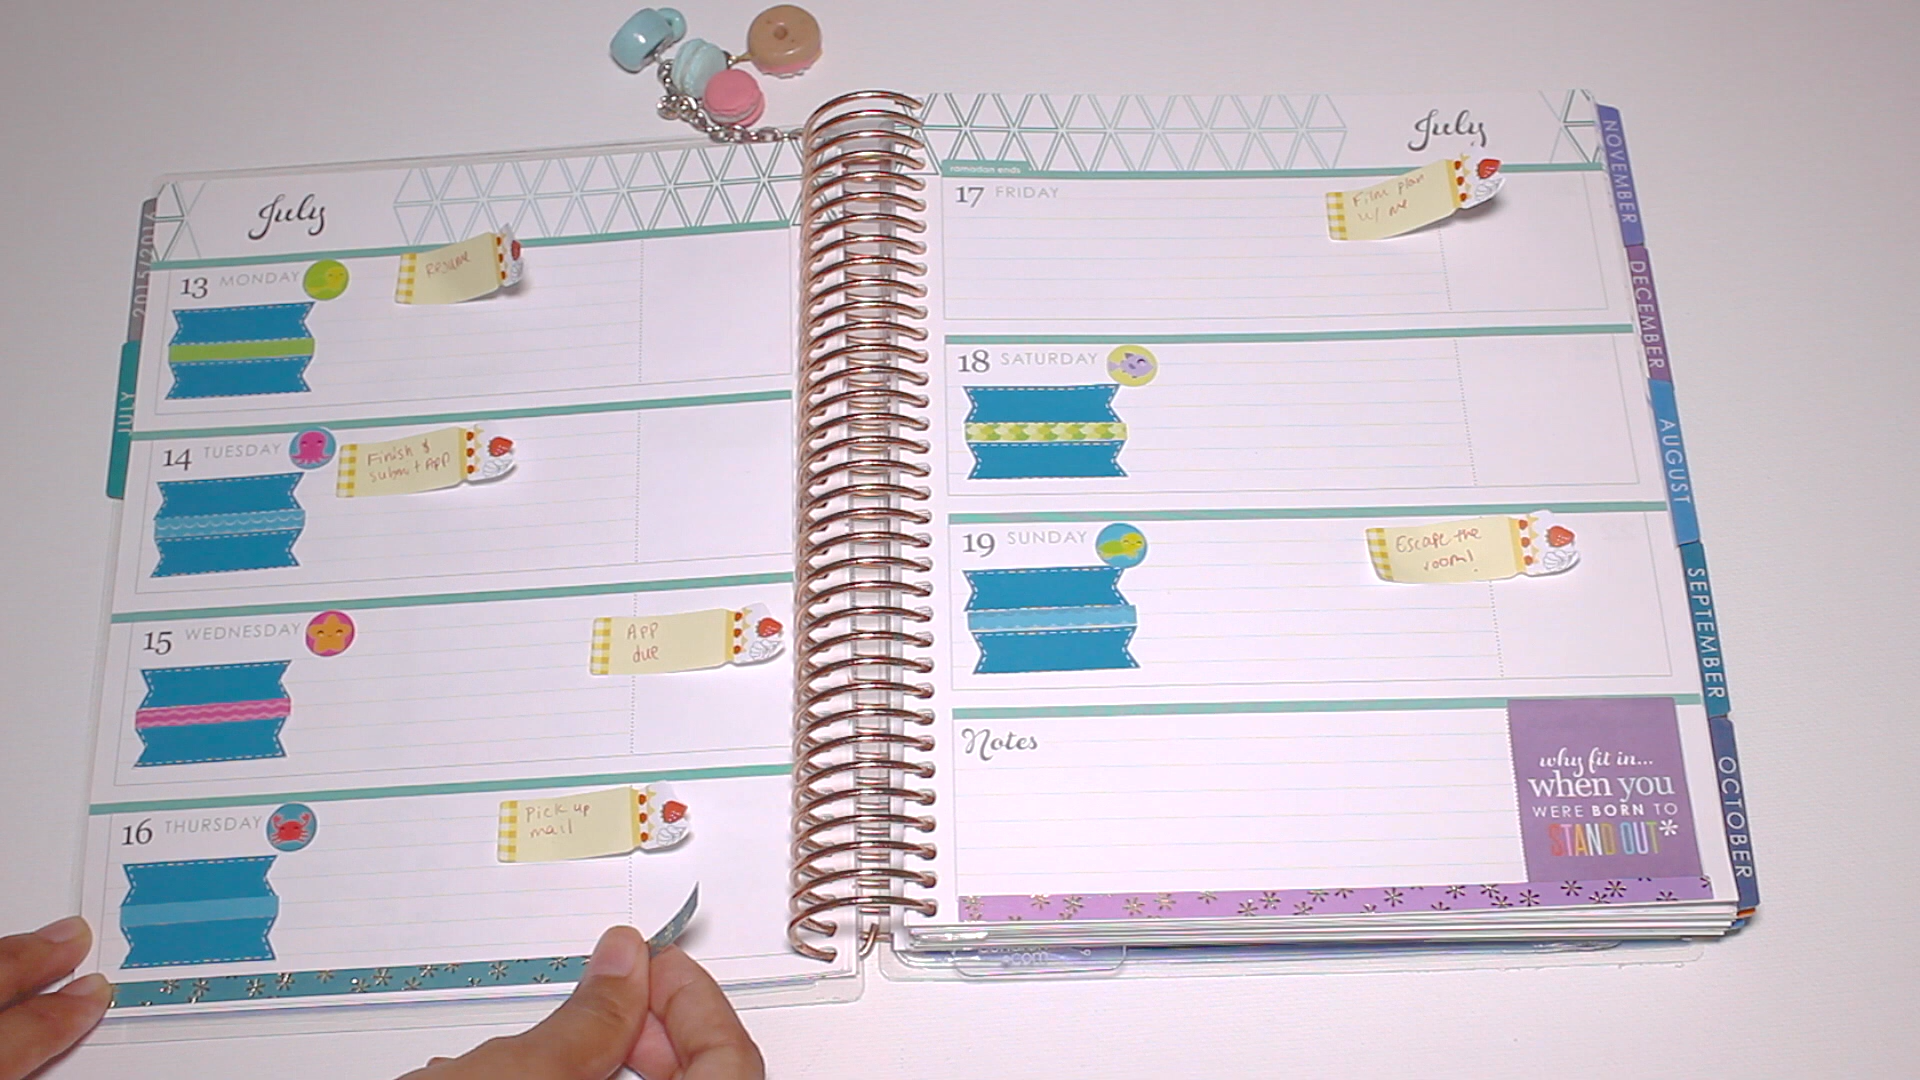 July
13 MONDAY
Resume
14 TUESDAY
Finish &
submit App
15 WEDNESDAY
App
due
16 THURSDAY
Pick up
mail
2015/2016
JULY
July
ramadan ends
17 FRIDAY
Film plan
w/ me
18 SATURDAY
19 SUNDAY
Escape the
room!
Notes
why fit in...
when you
WERE BORN TO
STAND OUT*
NOVEMBER
DECEMBER
AUGUST
SEPTEMBER
OCTOBER
.com